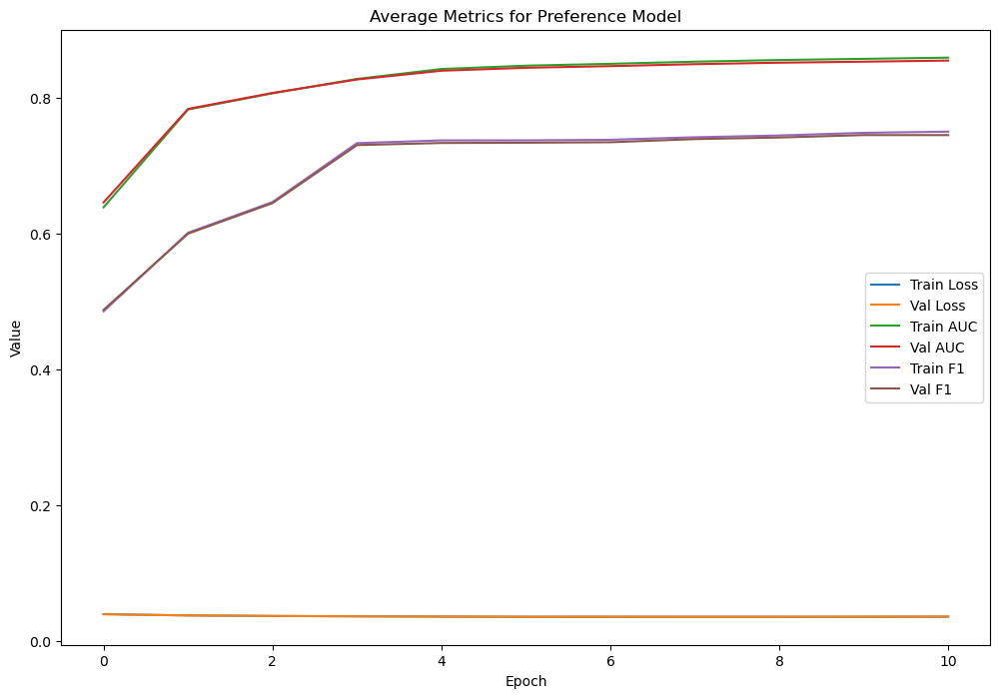 Average Metrics for Preference Model
Value
0.8
0.6
0.4
0.2
0.0
Train Loss
Val Loss
Train AUC
Val AUC
Train F1
Val F1
0 2 4 6 8 10
Epoch